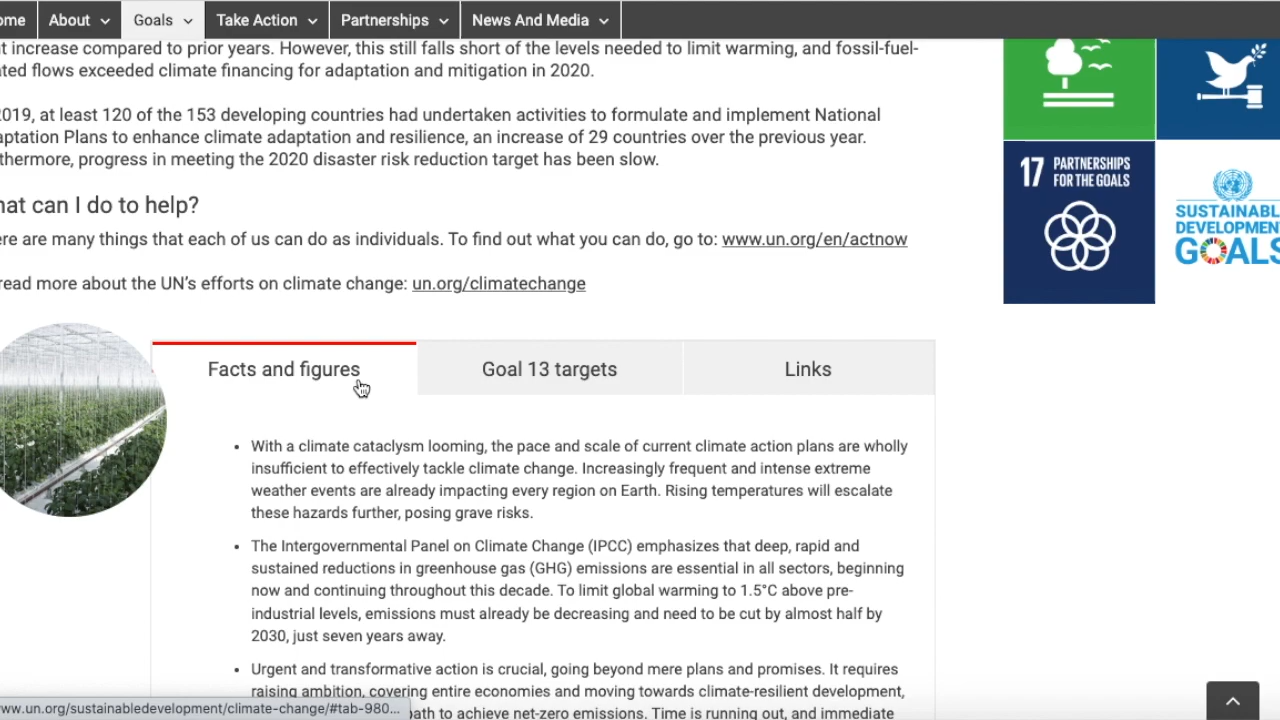 ome About Goals Take Action Partnerships News And Media
t increase compared to prior years. However, this still falls short of the levels needed to limit warming, and fossil-fuel-
ted flows exceeded climate financing for adaptation and mitigation in 2020.
2019, at least 120 of the 153 developing countries had undertaken activities to formulate and implement National
aptation Plans to enhance climate adaptation and resilience, an increase of 29 countries over the previous year.
thermore, progress in meeting the 2020 disaster risk reduction target has been slow.
17 PARTNERSHIPS
FOR THE GOALS
SUSTAINABLE
DEVELOPMENT
GOALS
hat can I do to help?
ere are many things that each of us can do as individuals. To find out what you can do, go to: www.un.org/en/actnow
read more about the UN’s efforts on climate change: un.org/climatechange
Facts and figures Goal 13 targets Links
• With a climate cataclysm looming, the pace and scale of current climate action plans are wholly
insufficient to effectively tackle climate change. Increasingly frequent and intense extreme
weather events are already impacting every region on Earth. Rising temperatures will escalate
these hazards further, posing grave risks.
• The Intergovernmental Panel on Climate Change (IPCC) emphasizes that deep, rapid and
sustained reductions in greenhouse gas (GHG) emissions are essential in all sectors, beginning
now and continuing throughout this decade. To limit global warming to 1.5°C above pre-
industrial levels, emissions must already be decreasing and need to be cut by almost half by
2030, just seven years away.
• Urgent and transformative action is crucial, going beyond mere plans and promises. It requires
raising ambition, covering entire economies and moving towards climate-resilient development,
ath to achieve net-zero emissions. Time is running out, and immediate
ww.un.org/sustainabledevelopment/climate-change/#tab-980...